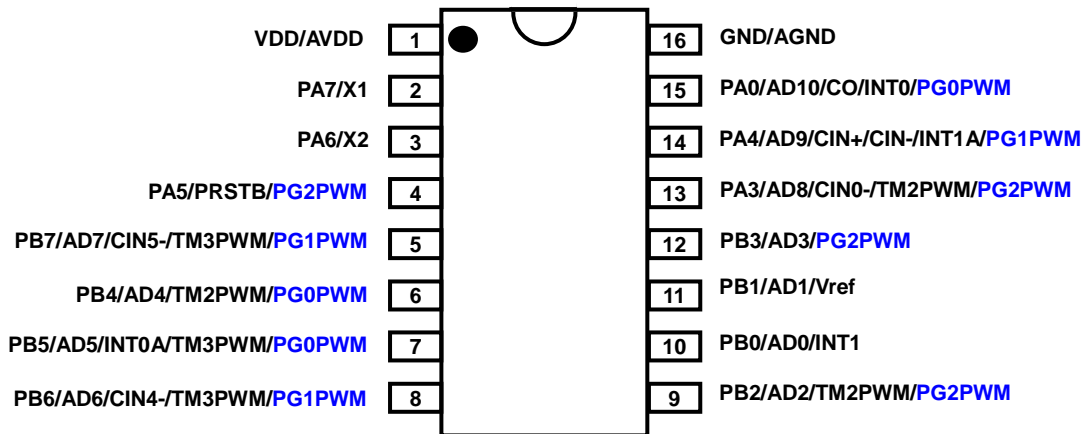 VDD/AVDD 1 16 GND/AGND
PA7/X1 2 15 PA0/AD10/CO/INT0/PG0PWM
PA6/X2 3 14 PA4/AD9/CIN+/CIN-/INT1A/PG1PWM
PA5/PRSTB/PG2PWM 4 13 PA3/AD8/CIN0-/TM2PWM/PG2PWM
PB7/AD7/CIN5-/TM3PWM/PG1PWM 5 12 PB3/AD3/PG2PWM
PB4/AD4/TM2PWM/PG0PWM 6 11 PB1/AD1/Vref
PB5/AD5/INT0A/TM3PWM/PG0PWM 7 10 PB0/AD0/INT1
PB6/AD6/CIN4-/TM3PWM/PG1PWM 8 9 PB2/AD2/TM2PWM/PG2PWM